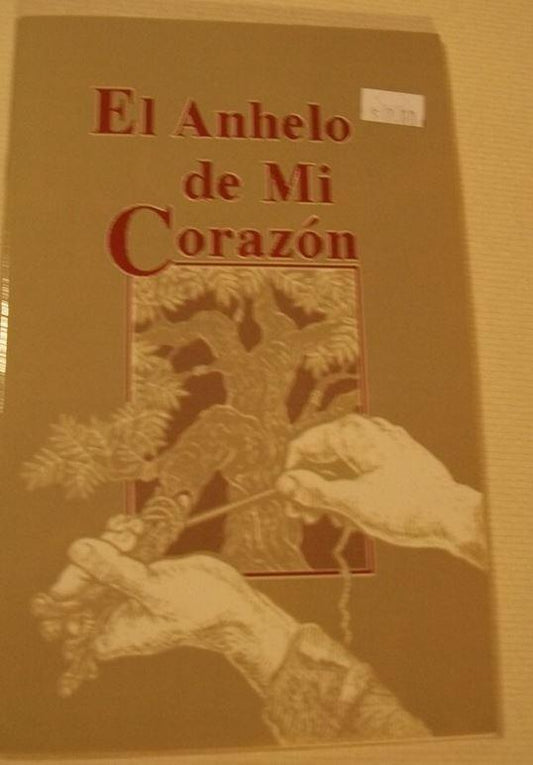 El Anhelo
de Mi
Corazón